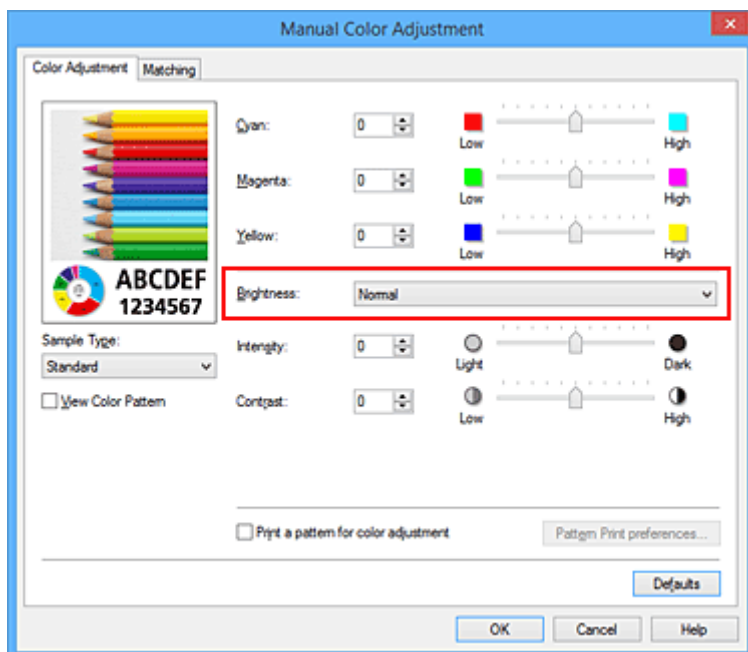 Manual Color Adjustment
Color Adjustment
Matching
ABCDEF
1234567
Sample Type:
Standard
View Color Pattern
Cyan:
0
Low
High
Magenta:
0
Low
High
Yellow:
0
Low
High
Brightness:
Normal
Intensity:
0
Light
Dark
Contrast:
0
Low
High
Print a pattern for color adjustment
Pattern Print preferences...
Defaults
OK
Cancel
Help